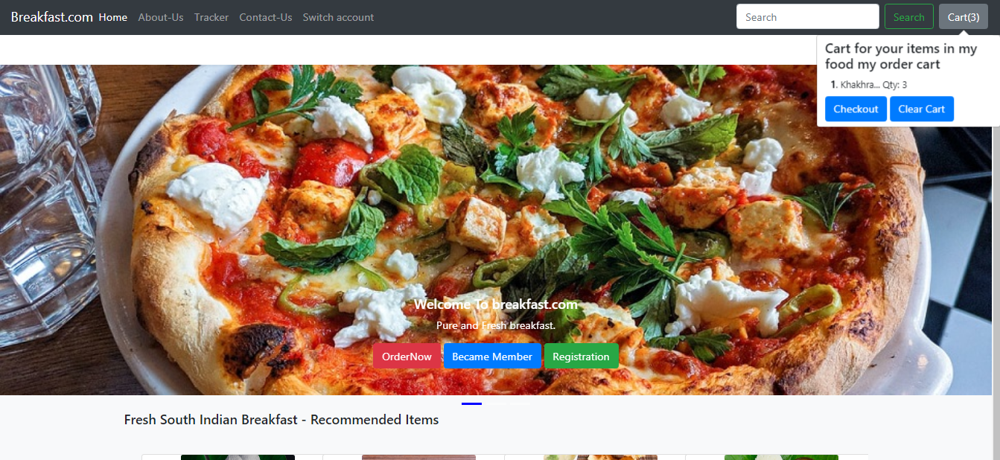 Breakfast.com Home About-Us Tracker Contact-Us Switch account Search Search Cart(3)
Cart for your items in my
food my order cart
1. Khakhra... Qty: 3
Checkout Clear Cart
Welcome To breakfast.com
Pure and Fresh breakfast.
OrderNow Became Member Registration
Fresh South Indian Breakfast - Recommended Items